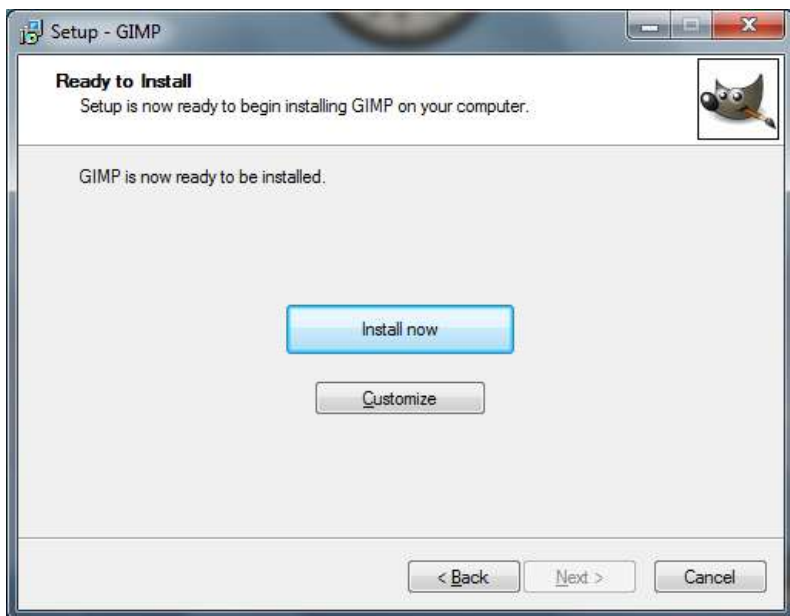 Setup - GIMP
Ready to Install
Setup is now ready to begin installing GIMP on your computer.
GIMP is now ready to be installed.
Install now
Customize
< Back Next > Cancel